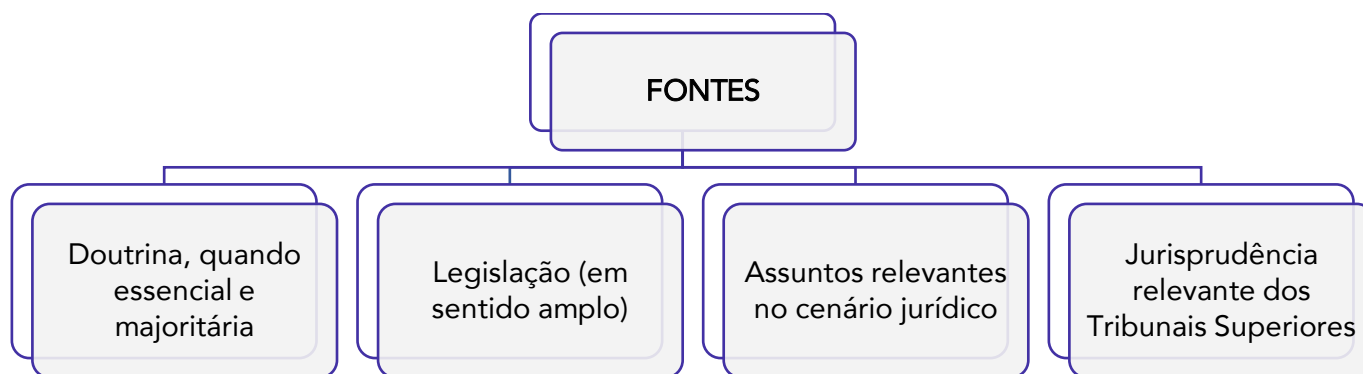 FONTES
Doutrina, quando
essencial e
majoritária
Legislação (em
sentido amplo)
Assuntos relevantes
no cenário jurídico
Jurisprudência
relevante dos
Tribunais Superiores